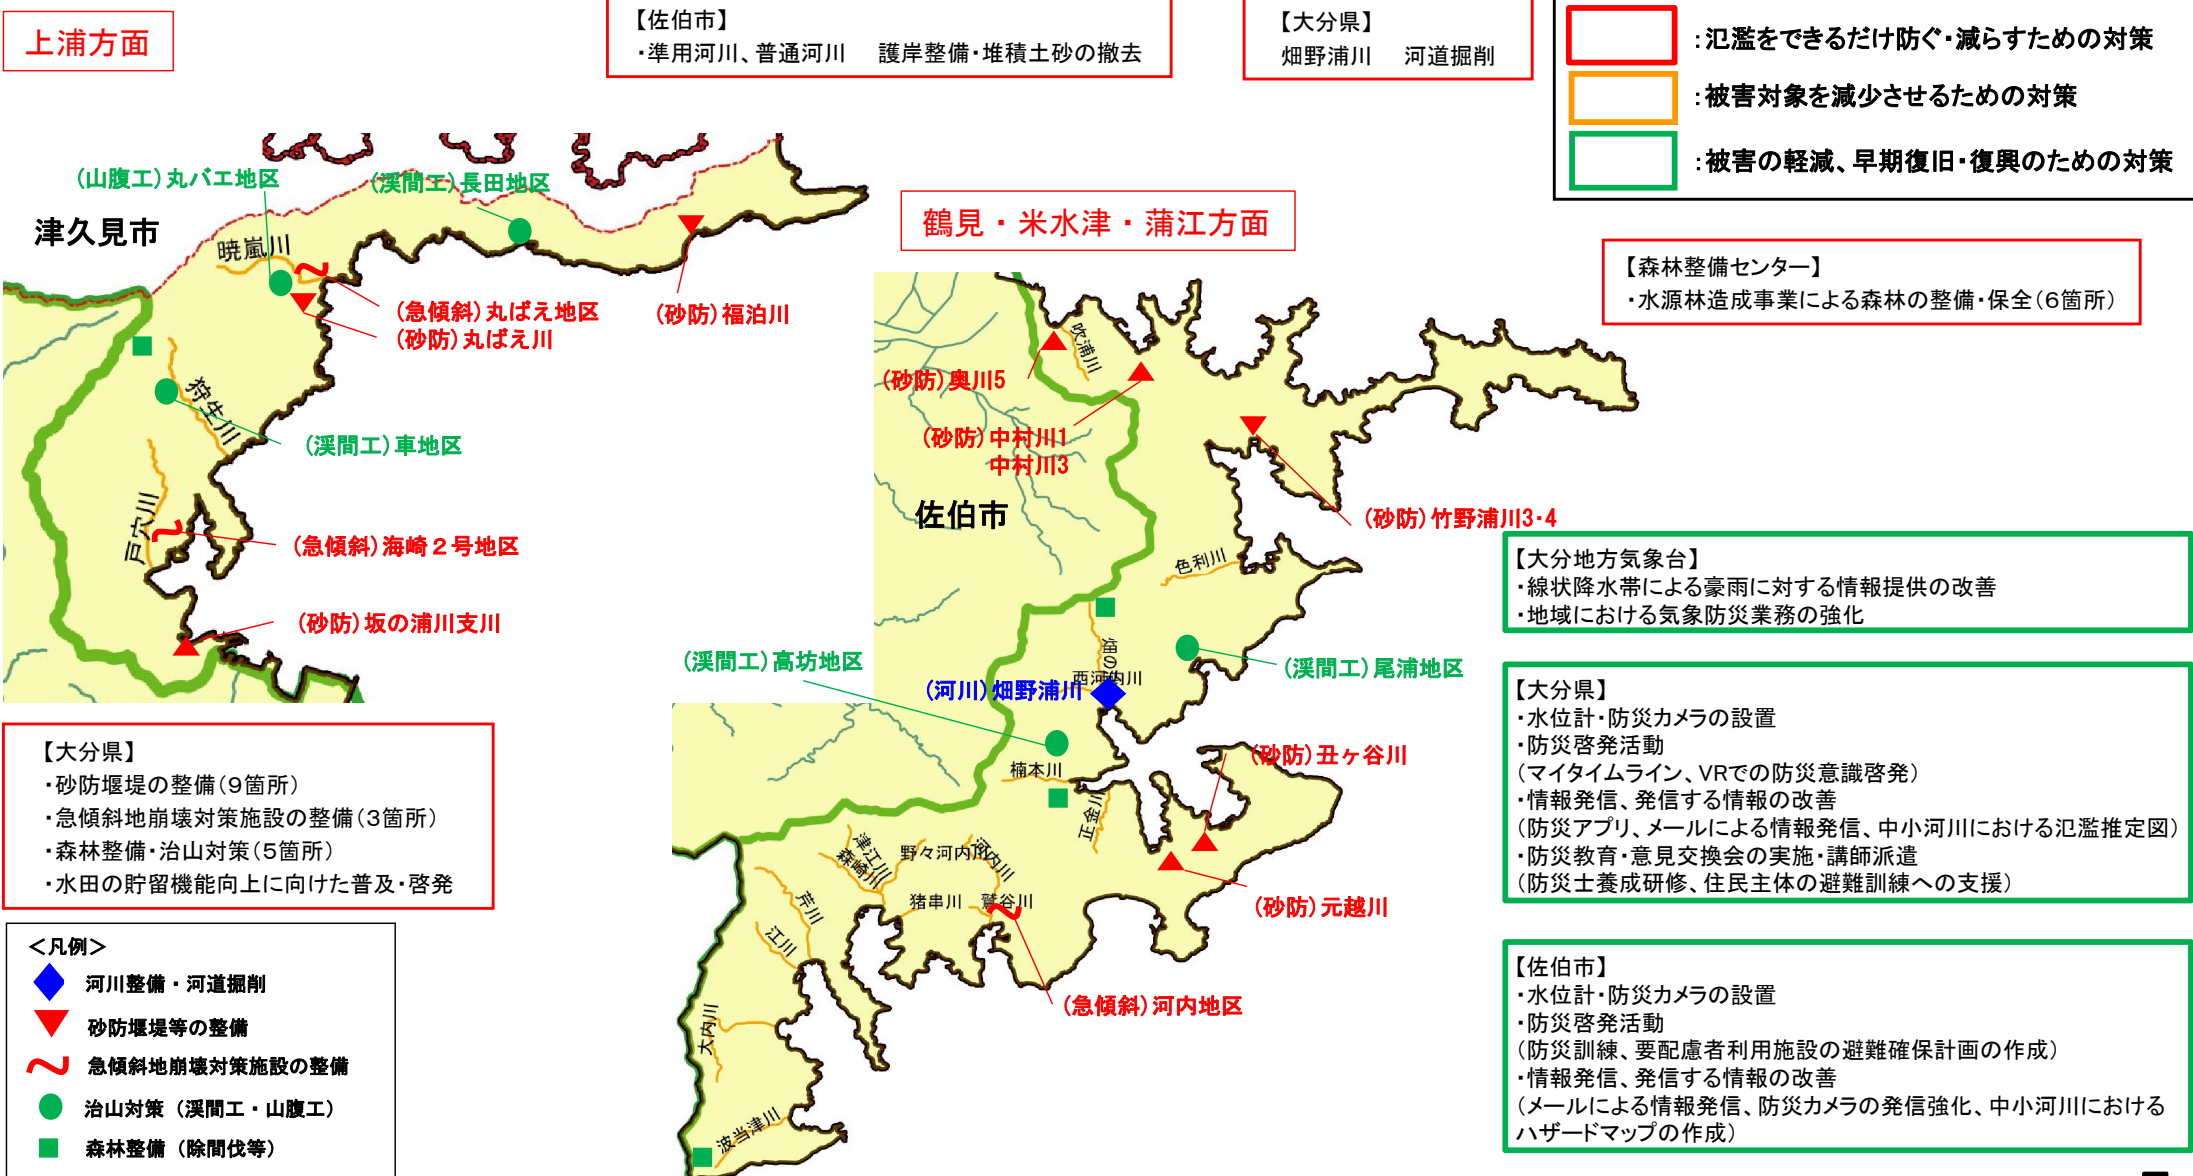 上浦方面
【佐伯市】
・準用河川、普通河川　護岸整備・堆積土砂の撤去
【大分県】
畑野浦川　河道掘削
：氾濫をできるだけ防ぐ・減らすための対策
：被害対象を減少させるための対策
：被害の軽減、早期復旧・復興のための対策
(山腹工)丸バエ地区
(渓間工)長田地区
津久見市
暁嵐川
(急傾斜)丸ばえ地区
(砂防)丸ばえ川
(砂防)福泊川
狩生川
(渓間工)車地区
戸穴川
(急傾斜)海崎２号地区
(砂防)坂の浦川支川
鶴見・米水津・蒲江方面
【森林整備センター】
・水源林造成事業による森林の整備・保全(６箇所)
吹浦川
(砂防)奥川5
(砂防)中村川1
中村川3
佐伯市
(砂防)竹野浦川3・4
色利川
畑の
西河内川
(渓間工)高坊地区
(河川)畑野浦川
(渓間工)尾浦地区
楠本川
(砂防)丑ヶ谷川
正金川
津江川
森崎川
野々河内川
河内川
猪串川
鷲谷川
芹川
江川
(砂防)元越川
(急傾斜)河内地区
大内川
波当津川
【大分地方気象台】
・線状降水帯による豪雨に対する情報提供の改善
・地域における気象防災業務の強化
【大分県】
・水位計・防災カメラの設置
・防災啓発活動
(マイタイムライン、VRでの防災意識啓発)
・情報発信、発信する情報の改善
(防災アプリ、メールによる情報発信、中小河川における氾濫推定図)
・防災教育・意見交換会の実施・講師派遣
(防災士養成研修、住民主体の避難訓練への支援)
【佐伯市】
・水位計・防災カメラの設置
・防災啓発活動
(防災訓練、要配慮者利用施設の避難確保計画の作成)
・情報発信、発信する情報の改善
(メールによる情報発信、防災カメラの発信強化、中小河川における
ハザードマップの作成)
【大分県】
・砂防堰堤の整備(９箇所)
・急傾斜地崩壊対策施設の整備(３箇所)
・森林整備・治山対策(５箇所)
・水田の貯留機能向上に向けた普及・啓発
＜凡例＞
河川整備・河道掘削
砂防堰堤等の整備
急傾斜地崩壊対策施設の整備
治山対策（渓間工・山腹工）
森林整備（除間伐等）